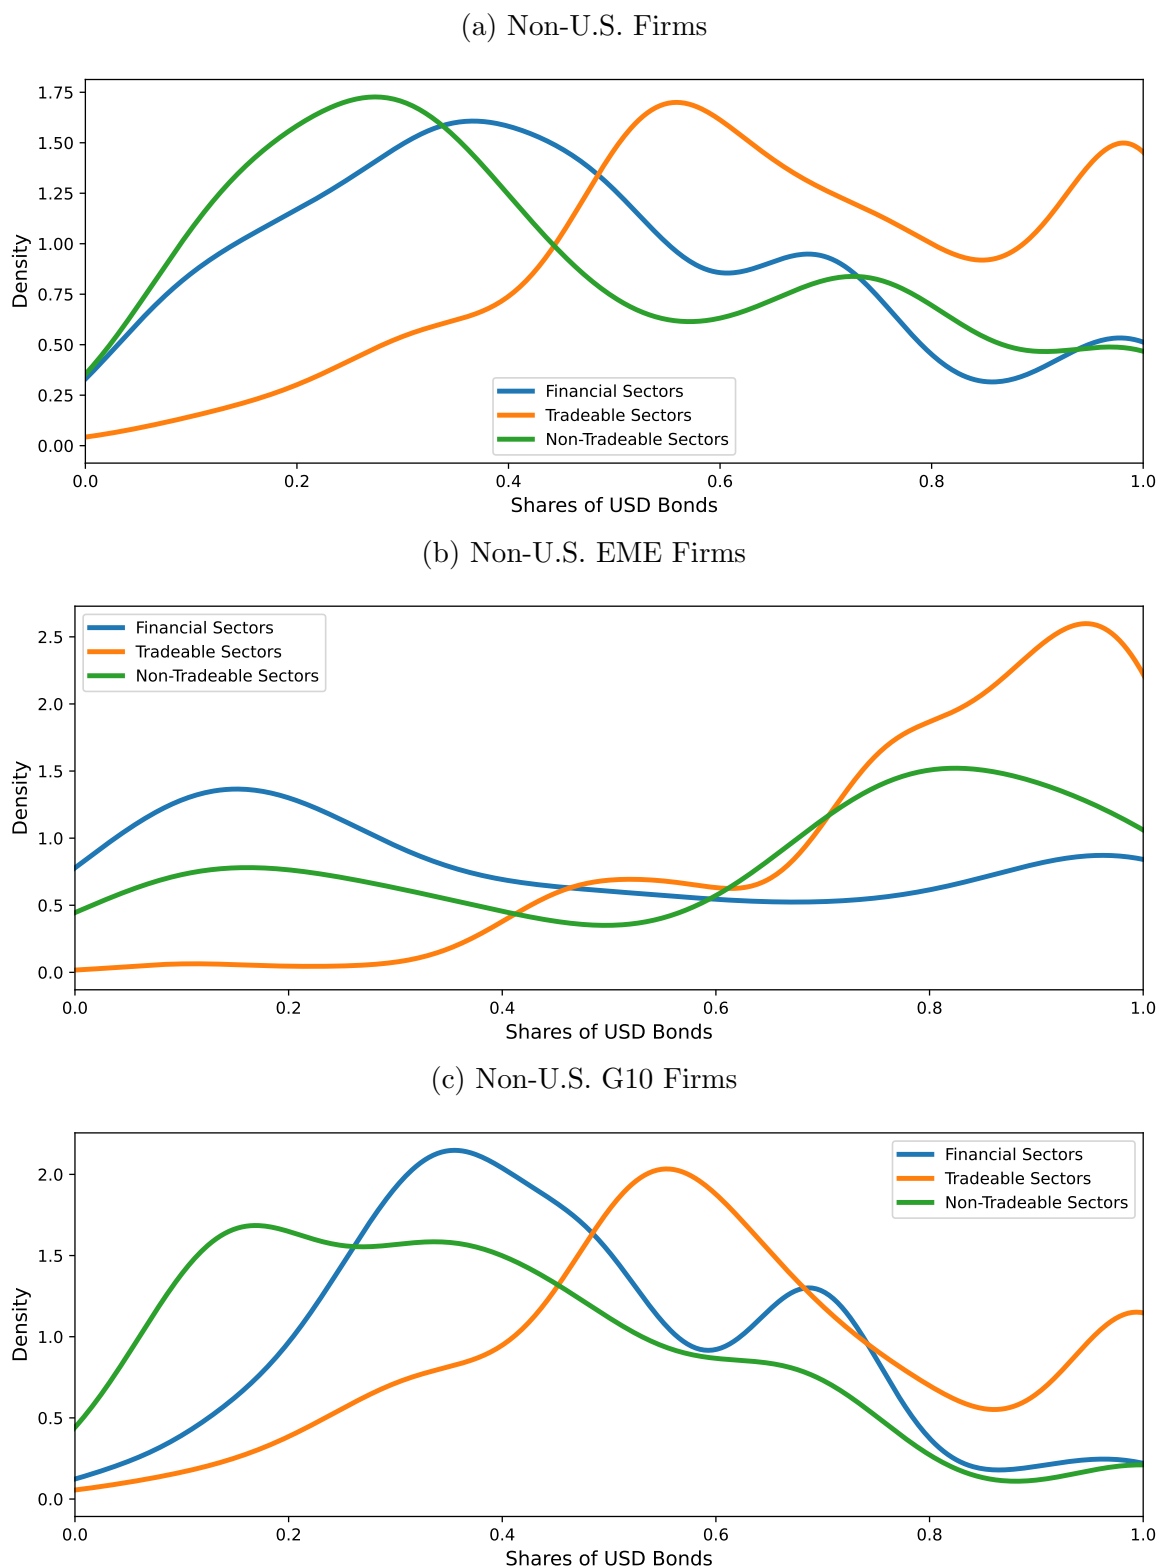 (a) Non-U.S. Firms
1.75
1.50
1.25
1.00
0.75
0.50
0.25
0.00
Density
Financial Sectors
Tradeable Sectors
Non-Tradeable Sectors
0.0 0.2 0.4 0.6 0.8 1.0
Shares of USD Bonds
(b) Non-U.S. EME Firms
Financial Sectors
Tradeable Sectors
Non-Tradeable Sectors
2.5
2.0
1.5
1.0
0.5
0.0
Density
0.0 0.2 0.4 0.6 0.8 1.0
Shares of USD Bonds
(c) Non-U.S. G10 Firms
Financial Sectors
Tradeable Sectors
Non-Tradeable Sectors
2.0
1.5
1.0
0.5
0.0
Density
0.0 0.2 0.4 0.6 0.8 1.0
Shares of USD Bonds